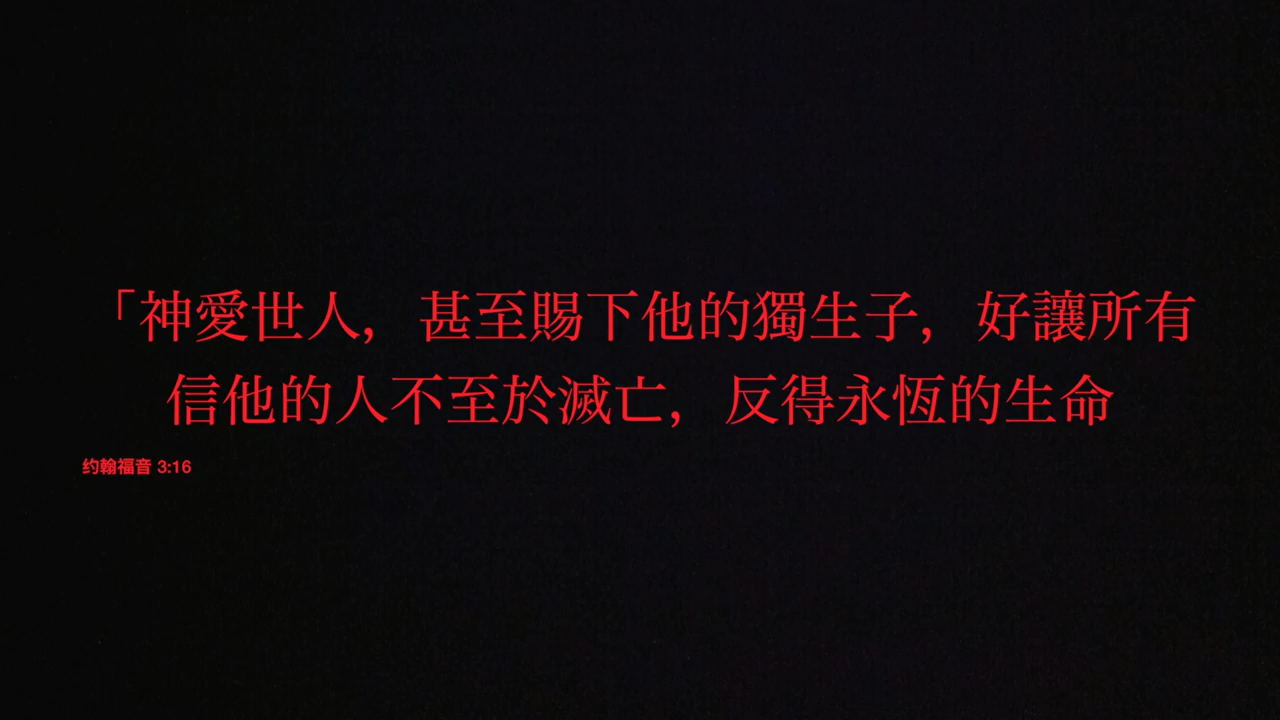 「神愛世人，甚至賜下他的獨生子，好讓所有
信他的人不至於滅亡，反得永恆的生命
约翰福音 3:16